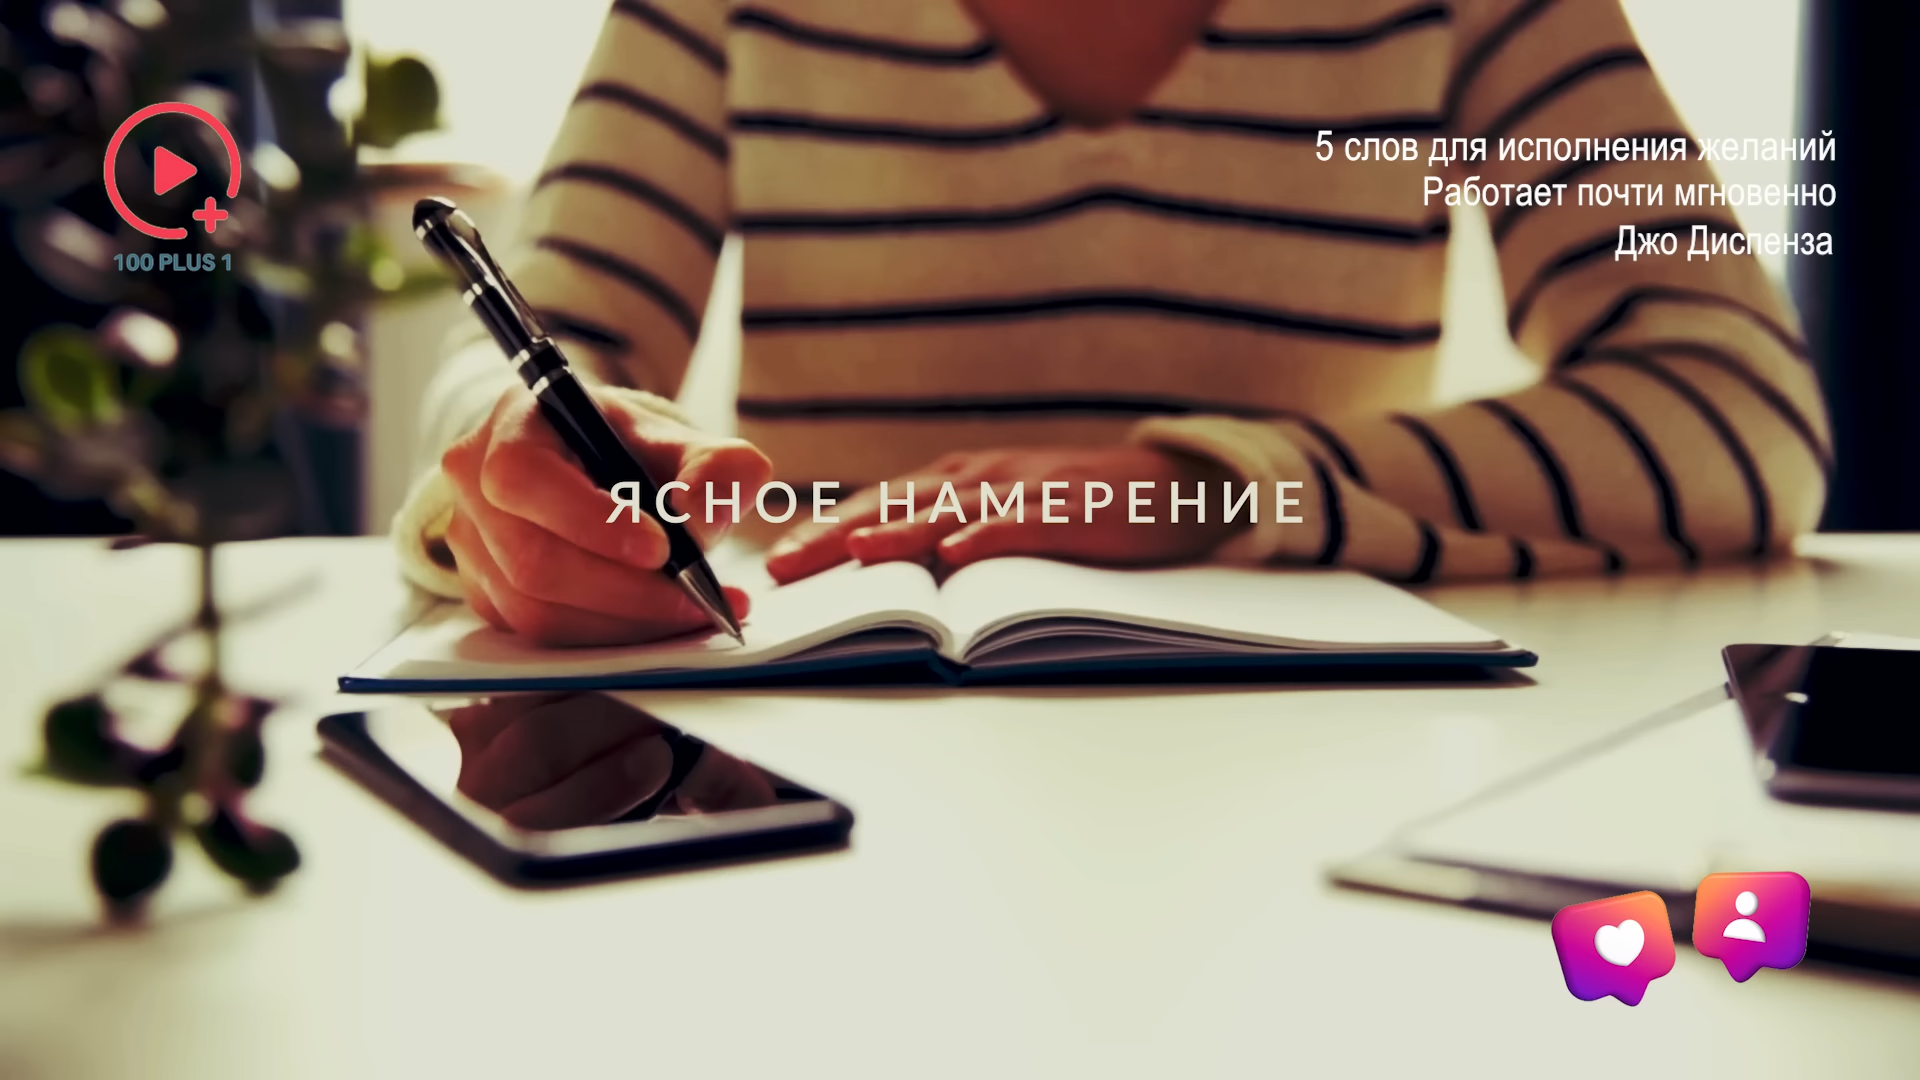 100 PLUS 1
5 слов для исполнения желаний
Работает почти мгновенно
Джо Диспенза
ЯСНОЕ НАМЕРЕНИЕ